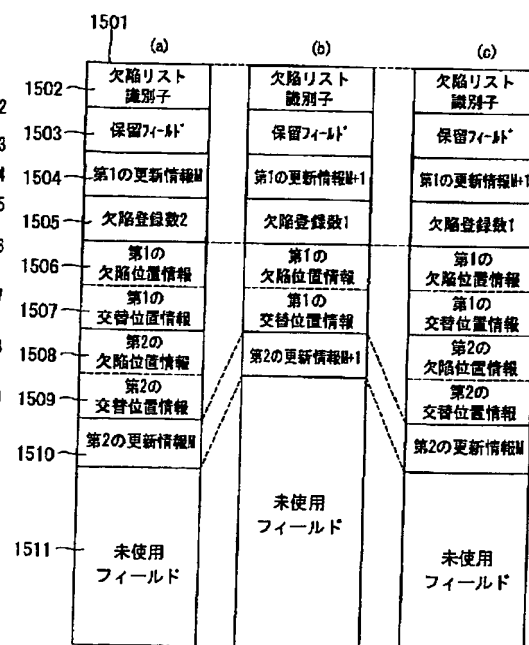 1501
(a)
(b)
(c)
1502
欠陥リスト
識別子
欠陥リスト
識別子
欠陥リスト
識別子
1503
保留フィールド
保留フィールド
保留フィールド
1504
第1の更新情報M
第1の更新情報M+1
第1の更新情報M+1
1505
欠陥登録数2
欠陥登録数1
欠陥登録数1
1506
第1の
欠陥位置情報
第1の
欠陥位置情報
第1の
欠陥位置情報
1507
第1の
交替位置情報
第1の
交替位置情報
第1の
交替位置情報
1508
第2の
欠陥位置情報
第2の更新情報M+1
第2の
欠陥位置情報
1509
第2の
交替位置情報
第2の
交替位置情報
1510
第2の更新情報M
第2の更新情報M
1511
未使用
フィールド
未使用
フィールド
未使用
フィールド